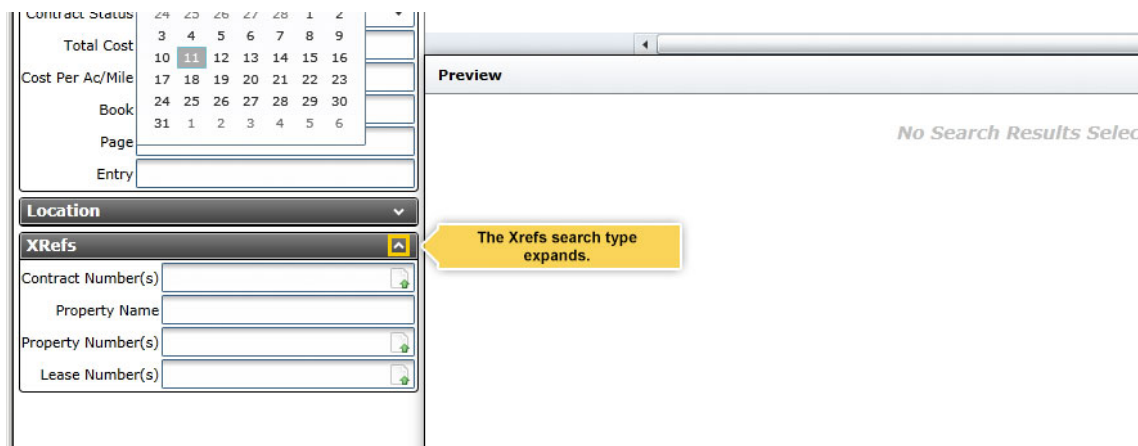 Contract Status
24 25 26 27 28 1 2
Total Cost
3 4 5 6 7 8 9
10 11 12 13 14 15 16
Cost Per Ac/Mile
17 18 19 20 21 22 23
Book
24 25 26 27 28 29 30
31 1 2 3 4 5 6
Page
Entry
Location
XRefs
Contract Number(s)
Property Name
Property Number(s)
Lease Number(s)
The Xrefs search type
expands.
Preview
No Search Results Selec